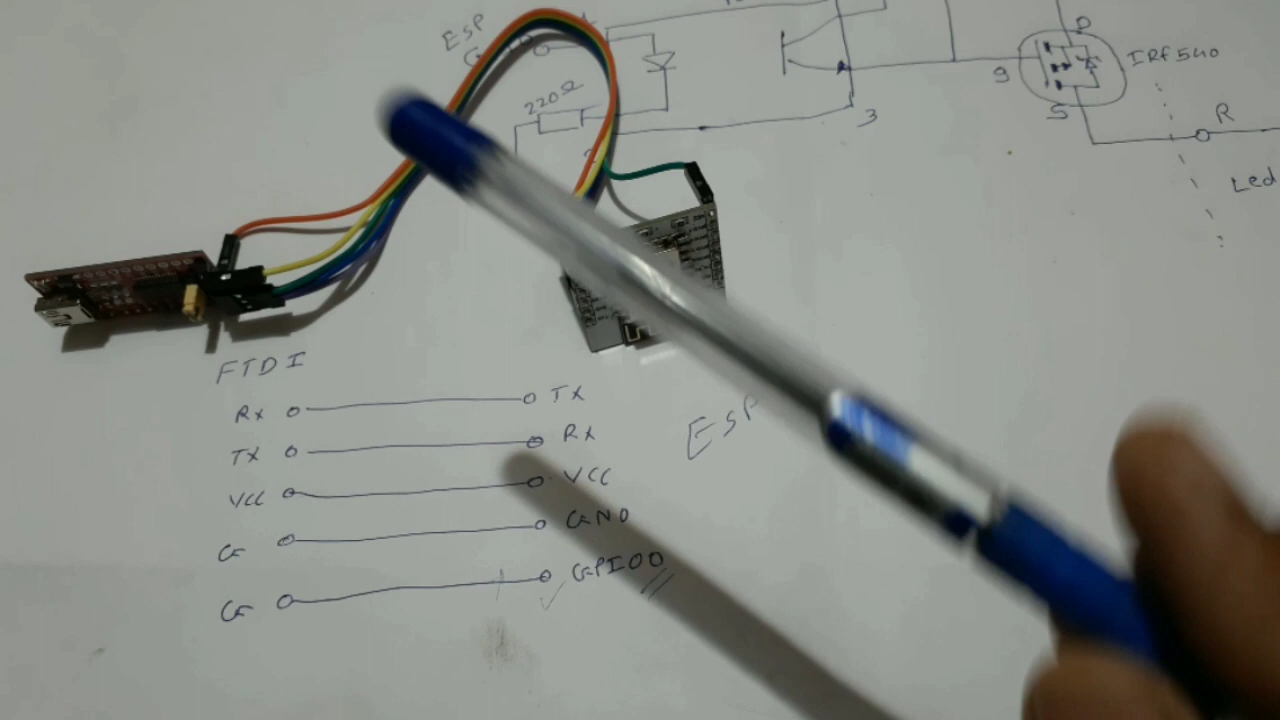 ESP
G
220Ω
3
D
g
S
IRF540
R
Led
FTDI
Rx TX
TX Rx
VCC VCC
G GND
G GPIO0
ESP